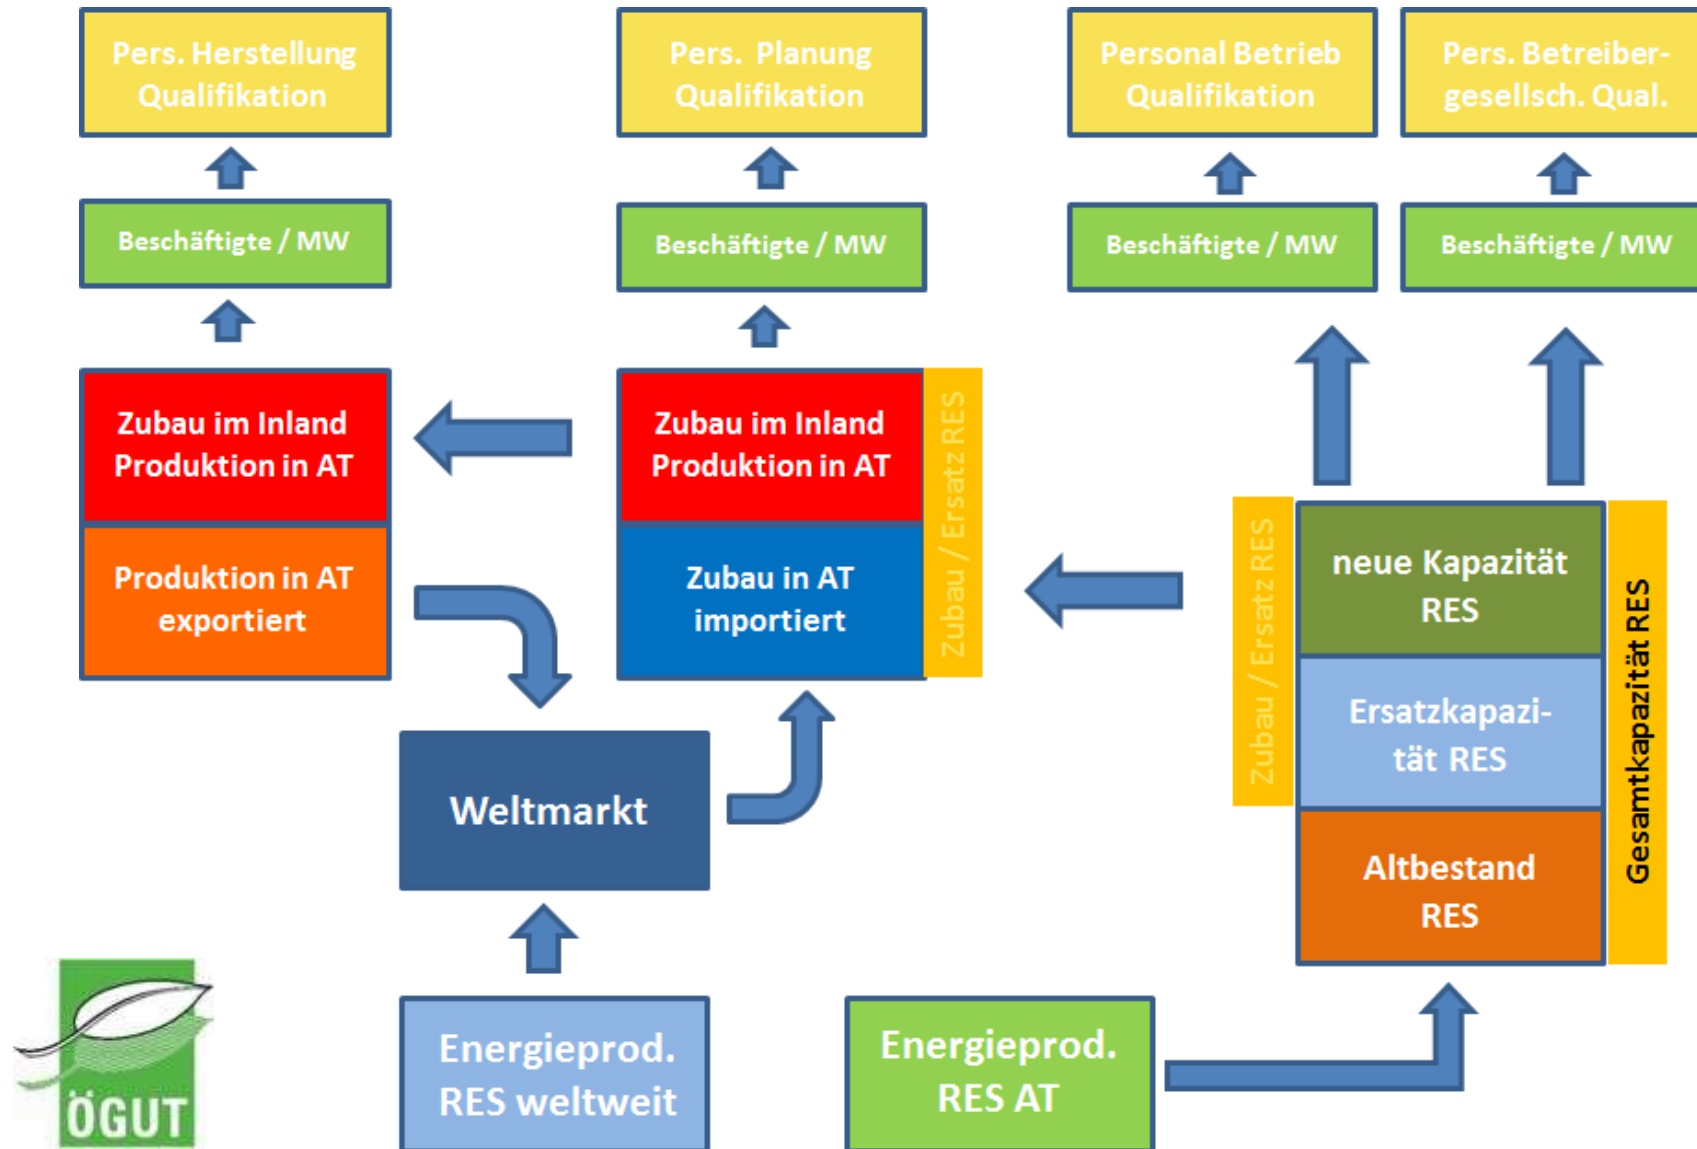 Pers. Herstellung
Qualifikation
Pers. Planung
Qualifikation
Personal Betrieb
Qualifikation
Pers. Betreiber-
gesellsch. Qual.
Beschäftigte / MW
Beschäftigte / MW
Beschäftigte / MW
Beschäftigte / MW
Zubau im Inland
Produktion in AT
Produktion in AT
exportiert
Zubau im Inland
Produktion in AT
Zubau in AT
importiert
Zubau / Ersatz RES
Zubau / Ersatz RES
neue Kapazität
RES
Ersatzkapazi-
tät RES
Altbestand
RES
Gesamtkapazität RES
Weltmarkt
Energieprod.
RES weltweit
Energieprod.
RES AT
ÖGUT